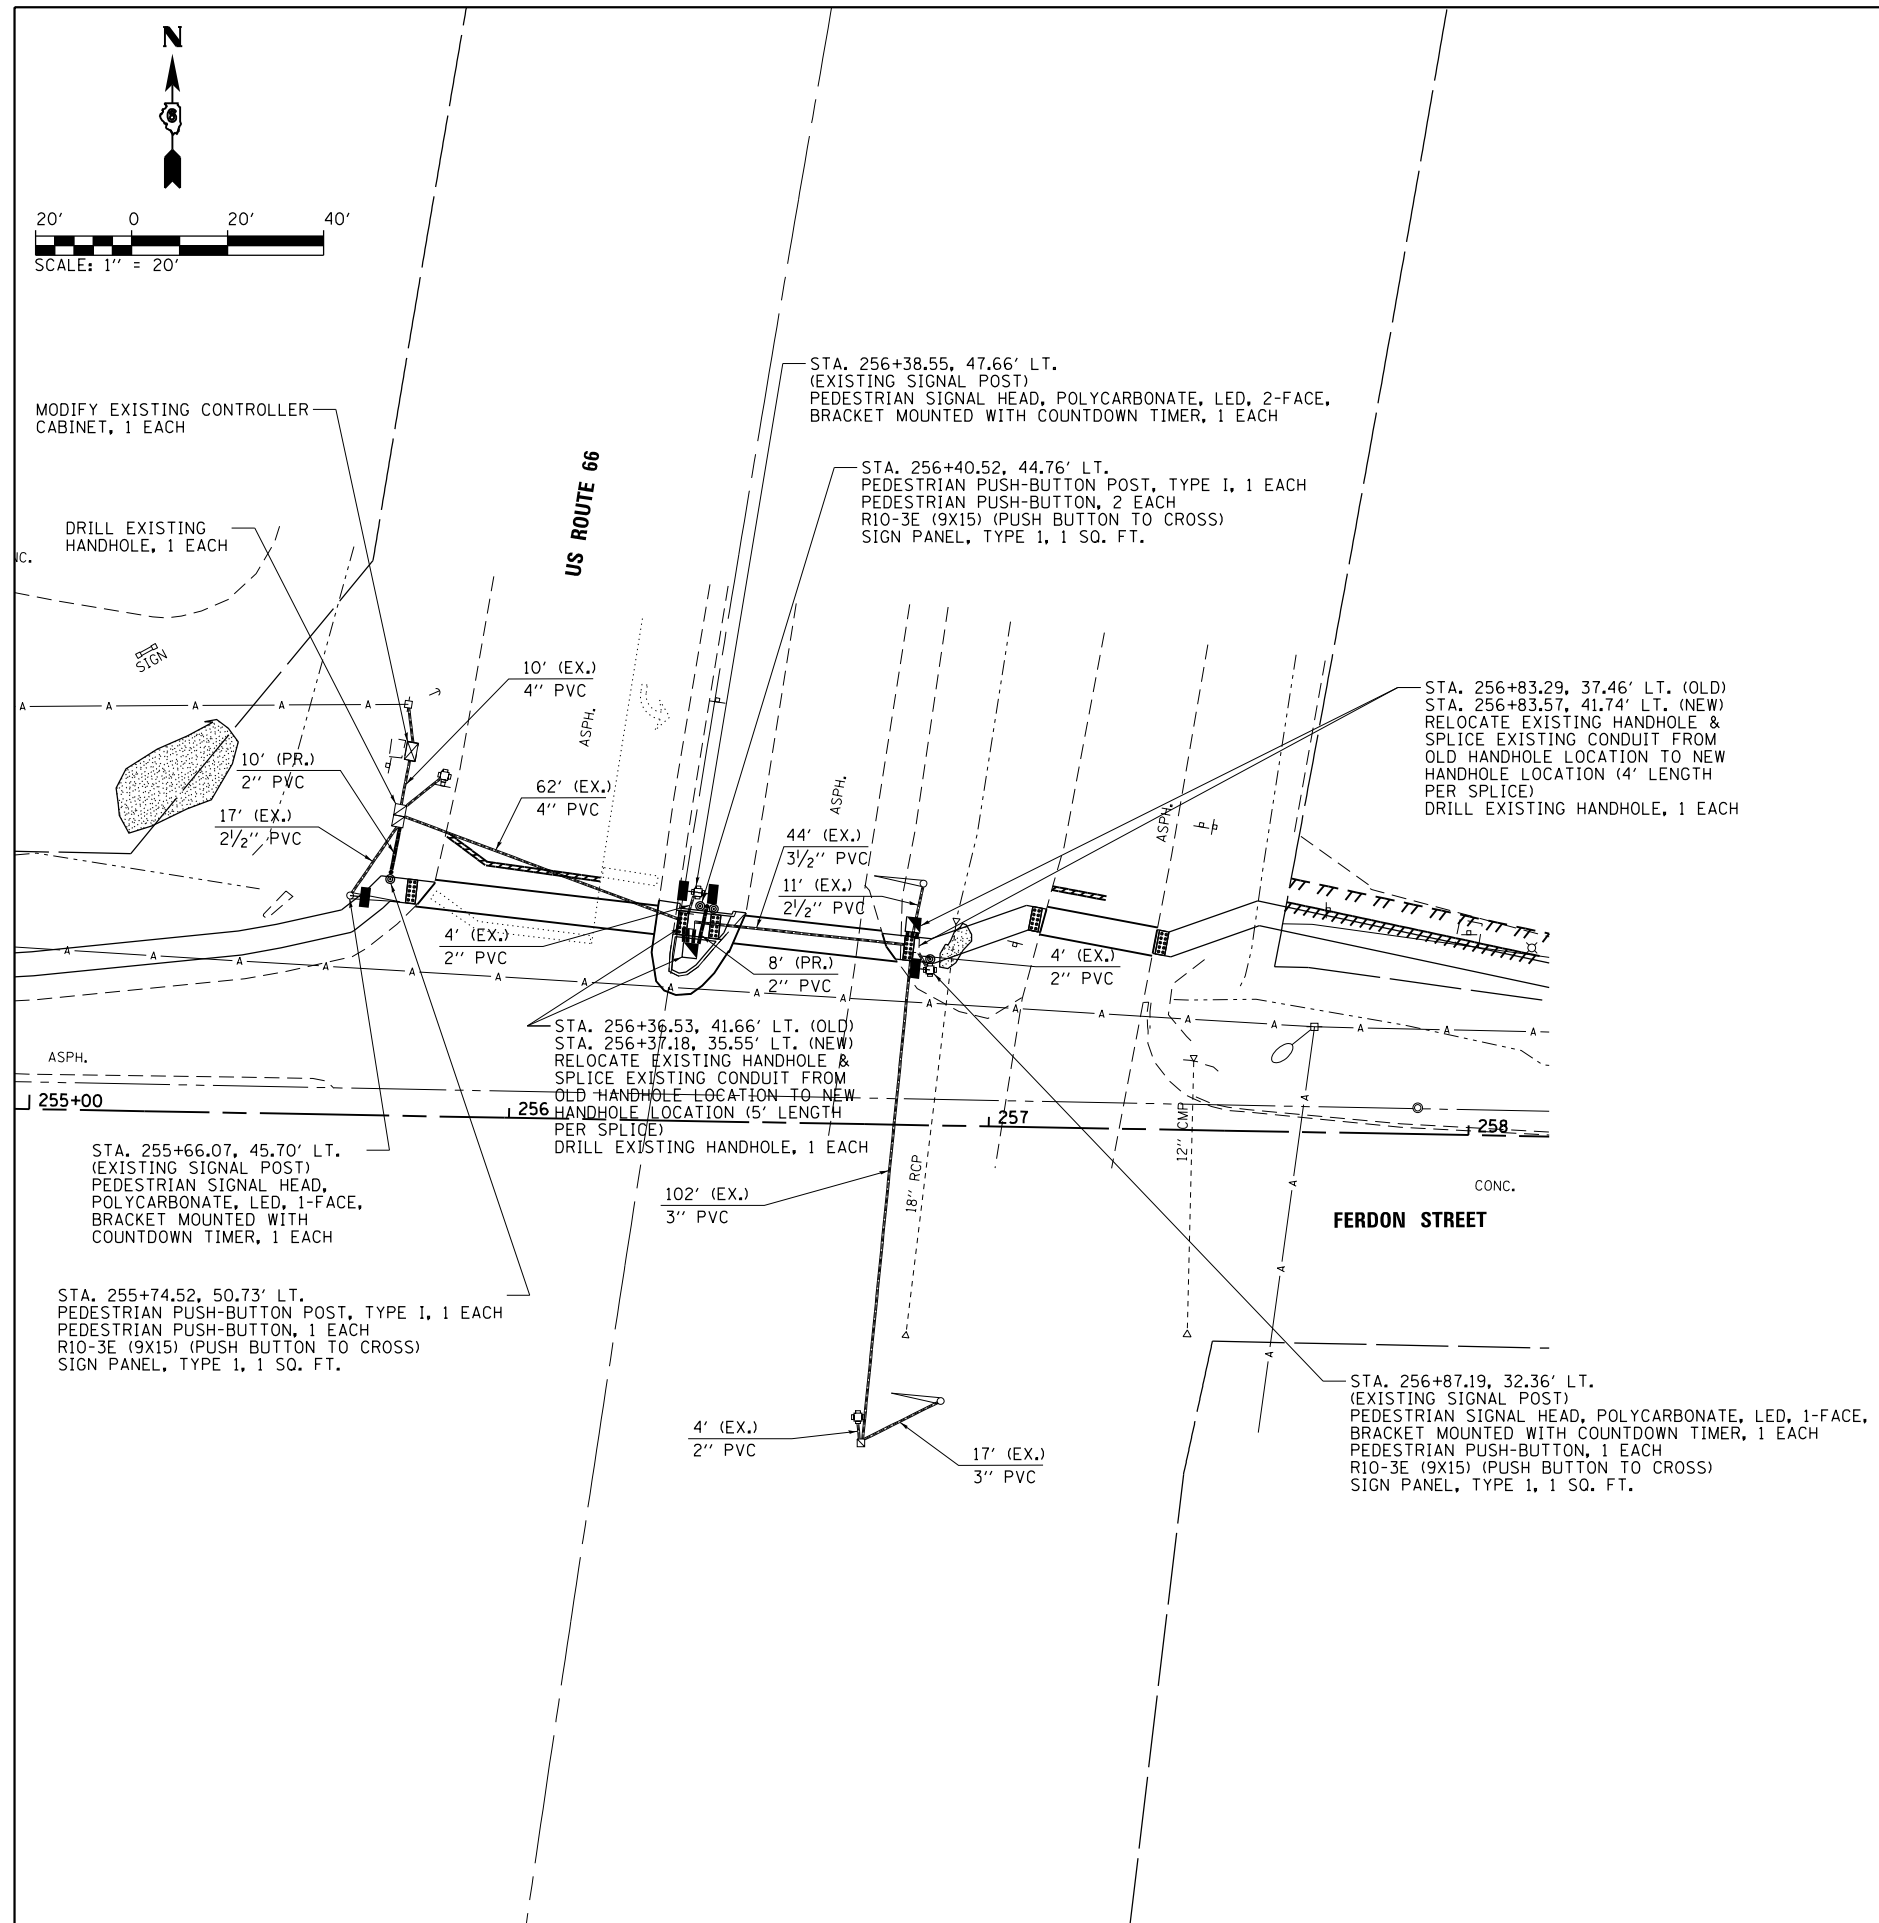 N
6
20' 0 20' 40'
SCALE: 1'' = 20'
STA. 256+38.55, 47.66' LT.
(EXISTING SIGNAL POST)
PEDESTRIAN SIGNAL HEAD, POLYCARBONATE, LED, 2-FACE,
BRACKET MOUNTED WITH COUNTDOWN TIMER, 1 EACH
MODIFY EXISTING CONTROLLER
CABINET, 1 EACH
US ROUTE 66
STA. 256+40.52, 44.76' LT.
PEDESTRIAN PUSH-BUTTON POST, TYPE I, 1 EACH
PEDESTRIAN PUSH-BUTTON, 2 EACH
R10-3E (9X15) (PUSH BUTTON TO CROSS)
SIGN PANEL, TYPE 1, 1 SQ. FT.
DRILL EXISTING
HANDHOLE, 1 EACH
NC.
SIGN
10' (EX.)
4'' PVC
ASPH.
STA. 256+83.29, 37.46' LT. (OLD)
STA. 256+83.57, 41.74' LT. (NEW)
RELOCATE EXISTING HANDHOLE &
SPLICE EXISTING CONDUIT FROM
OLD HANDHOLE LOCATION TO NEW
HANDHOLE LOCATION (4' LENGTH
PER SPLICE)
DRILL EXISTING HANDHOLE, 1 EACH
A A A A A
10' (PR.)
2'' PVC
62' (EX.)
4'' PVC
ASPH.
ASPH.
17' (EX.)
2 1/2'' PVC
44' (EX.)
3 1/2'' PVC
11' (EX.)
2 1/2'' PVC
4' (EX.)
2'' PVC
8' (PR.)
2'' PVC
4' (EX.)
2'' PVC
A A A A A A A A A A A A A A A A A A
STA. 256+36.53, 41.66' LT. (OLD)
STA. 256+37.18, 35.55' LT. (NEW)
RELOCATE EXISTING HANDHOLE &
SPLICE EXISTING CONDUIT FROM
OLD HANDHOLE LOCATION TO NEW
HANDHOLE LOCATION (5' LENGTH
PER SPLICE)
DRILL EXISTING HANDHOLE, 1 EACH
ASPH.
255+00
256
257
258
STA. 255+66.07, 45.70' LT.
(EXISTING SIGNAL POST)
PEDESTRIAN SIGNAL HEAD,
POLYCARBONATE, LED, 1-FACE,
BRACKET MOUNTED WITH
COUNTDOWN TIMER, 1 EACH
102' (EX.)
3'' PVC
18'' RCP
12'' CMP
A A A A
CONC.
FERDON STREET
STA. 255+74.52, 50.73' LT.
PEDESTRIAN PUSH-BUTTON POST, TYPE I, 1 EACH
PEDESTRIAN PUSH-BUTTON, 1 EACH
R10-3E (9X15) (PUSH BUTTON TO CROSS)
SIGN PANEL, TYPE 1, 1 SQ. FT.
STA. 256+87.19, 32.36' LT.
(EXISTING SIGNAL POST)
PEDESTRIAN SIGNAL HEAD, POLYCARBONATE, LED, 1-FACE,
BRACKET MOUNTED WITH COUNTDOWN TIMER, 1 EACH
PEDESTRIAN PUSH-BUTTON, 1 EACH
R10-3E (9X15) (PUSH BUTTON TO CROSS)
SIGN PANEL, TYPE 1, 1 SQ. FT.
4' (EX.)
2'' PVC
17' (EX.)
3'' PVC